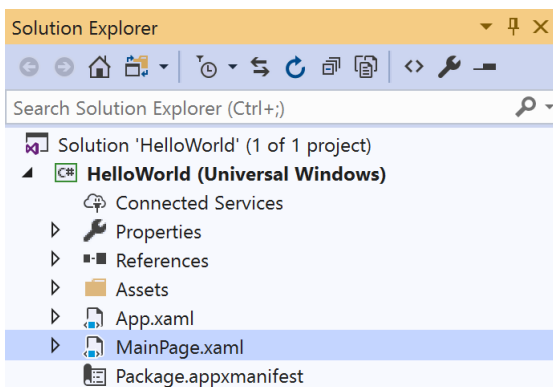 Solution Explorer
Search Solution Explorer (Ctrl+;)
Solution 'HelloWorld' (1 of 1 project)
C# HelloWorld (Universal Windows)
Connected Services
Properties
References
Assets
App.xaml
MainPage.xaml
Package.appxmanifest